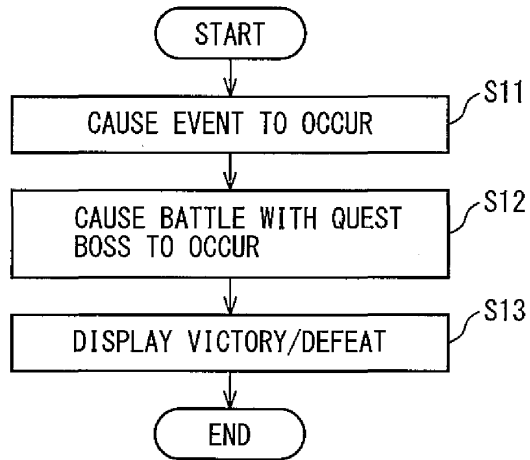 START
S11
CAUSE EVENT TO OCCUR
S12
CAUSE BATTLE WITH QUEST
BOSS TO OCCUR
S13
DISPLAY VICTORY/DEFEAT
END